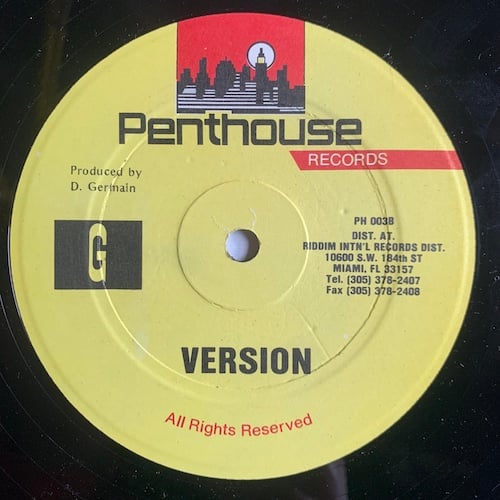 Penthouse
RECORDS
Produced by
D. Germain
G
PH 0038
DIST. AT.
RIDDIM INT'L RECORDS DIST.
10600 S.W. 184th ST
MIAMI, FL 33157
Tel. (305) 378-2407
Fax (305) 378-2408
VERSION
All Rights Reserved